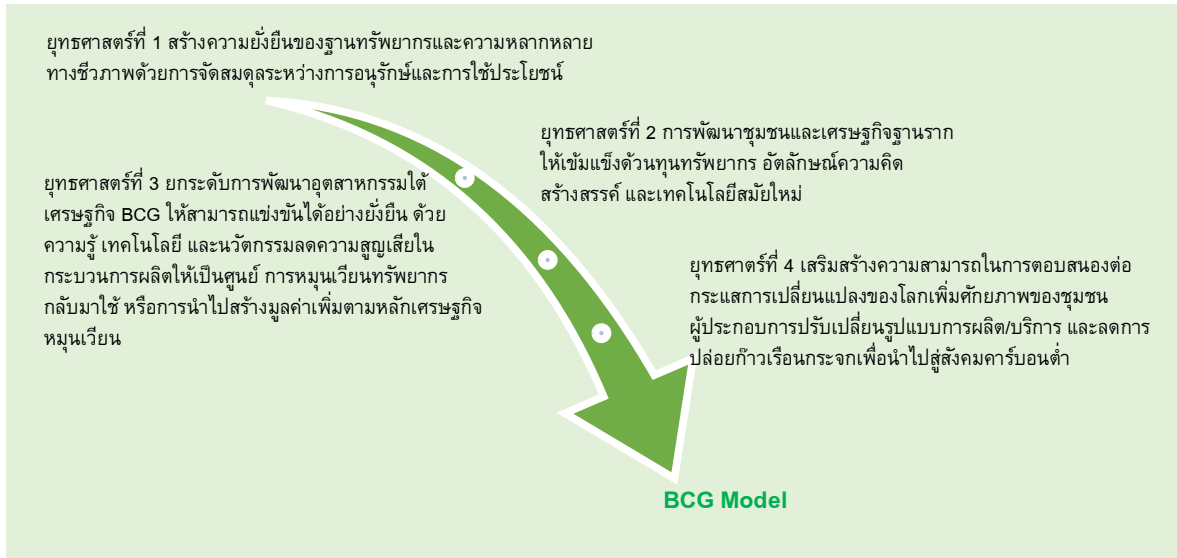 ยุทธศาสตร์ที่ 1 สร้างความยั่งยืนของฐานทรัพยากรและความหลากหลาย
ทางชีวภาพด้วยการจัดสมดุลระหว่างการอนุรักษ์และการใช้ประโยชน์
ยุทธศาสตร์ที่ 2 การพัฒนาชุมชนและเศรษฐกิจฐานราก
ให้เข้มแข็งด้วนทุนทรัพยากร อัตลักษณ์ความคิด
สร้างสรรค์ และเทคโนโลยีสมัยใหม่
ยุทธศาสตร์ที่ 3 ยกระดับการพัฒนาอุตสาหกรรมใต้
เศรษฐกิจ BCG ให้สามารถแข่งขันได้อย่างยั่งยืน ด้วย
ความรู้ เทคโนโลยี และนวัตกรรมลดความสูญเสียใน
กระบวนการผลิตให้เป็นศูนย์ การหมุนเวียนทรัพยากร
กลับมาใช้ หรือการนำไปสร้างมูลค่าเพิ่มตามหลักเศรษฐกิจ
หมุนเวียน
ยุทธศาตร์ที่ 4 เสริมสร้างความสามารถในการตอบสนองต่อ
กระแสการเปลี่ยนแปลงของโลกเพิ่มศักยภาพของชุมชน
ผู้ประกอบการปรับเปลี่ยนรูปแบบการผลิต/บริการ และลดการ
ปล่อยก๊าวเรือนกระจกเพื่อนำไปสู่สังคมคาร์บอนต่ำ
BCG Model